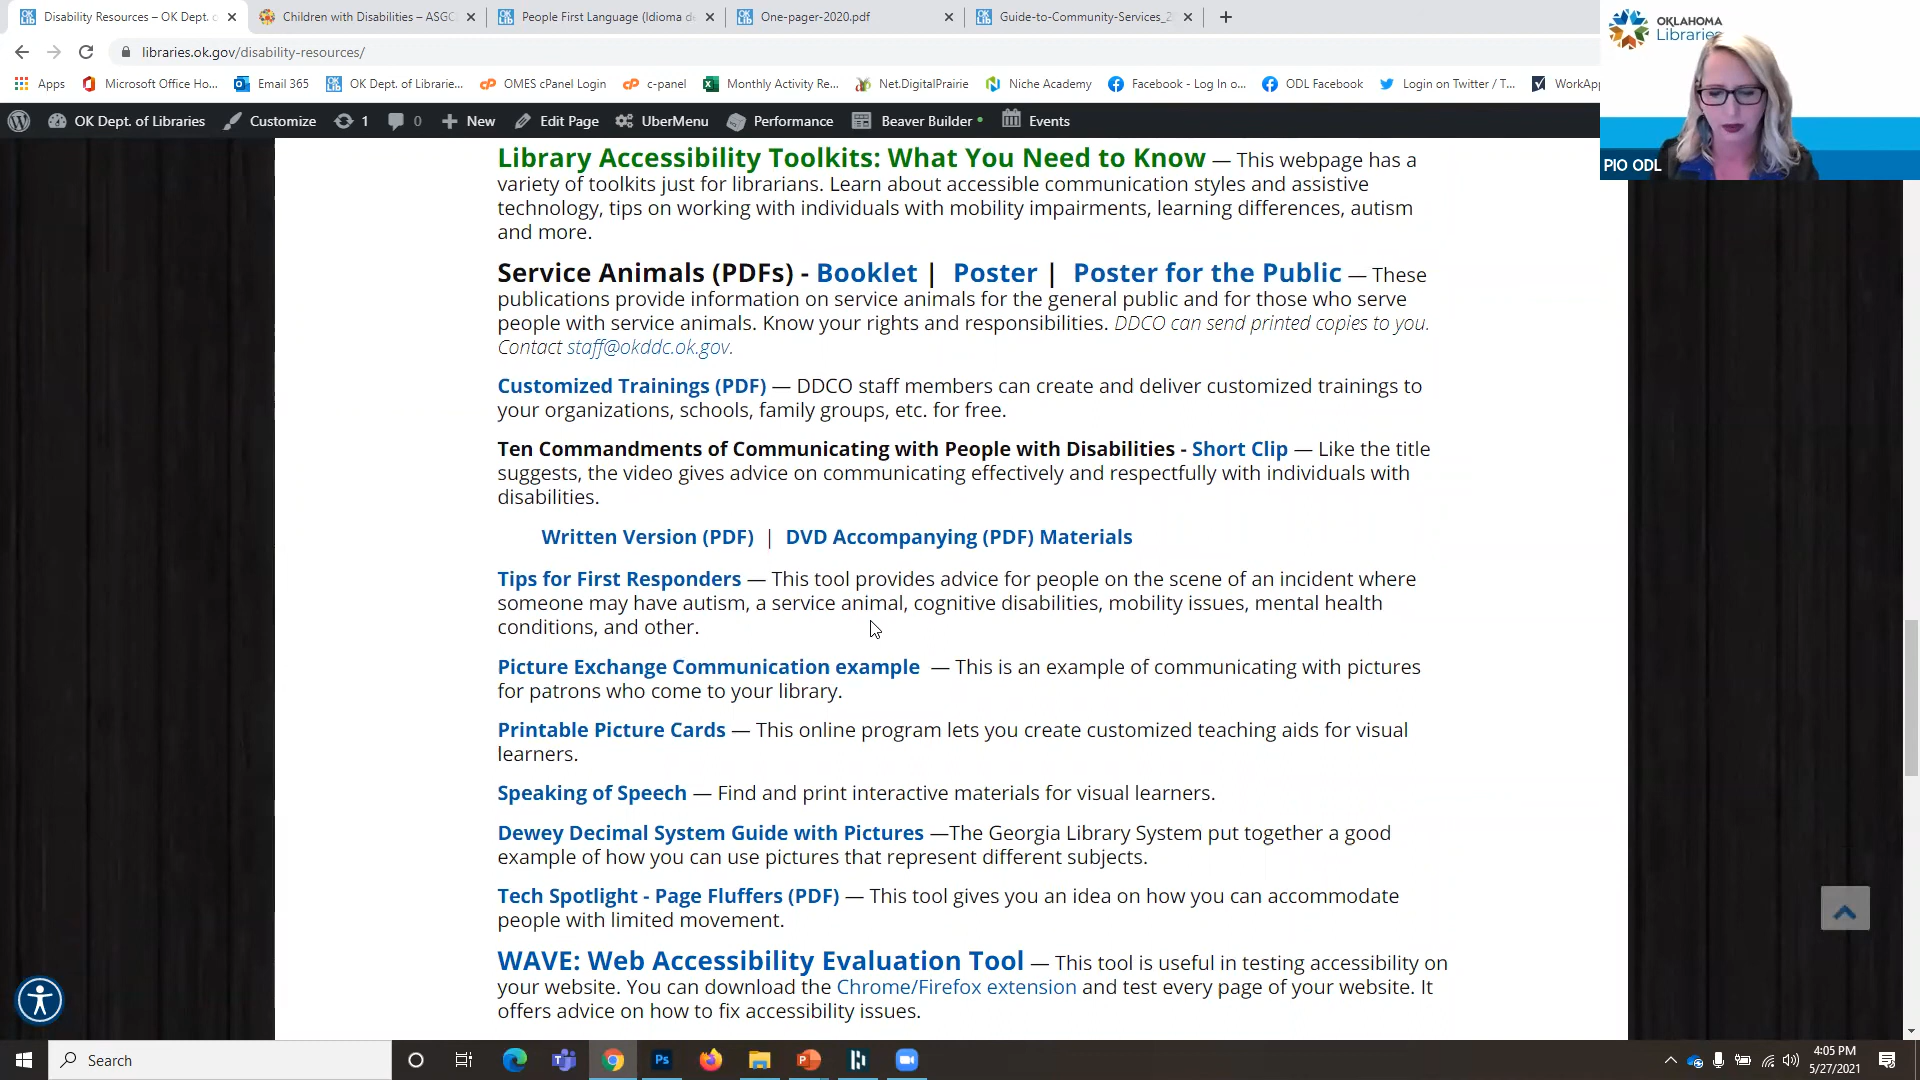 Disability Resources – OK Dept. o
Children with Disabilities – ASGC
People First Language (Idioma de
One-pager-2020.pdf
Guide-to-Community-Services_2
libraries.ok.gov/disability-resources/
Apps
Microsoft Office Ho...
Email 365
OK Dept. of Librarie...
OMES cPanel Login
c-panel
Monthly Activity Re...
Net.DigitalPrairie
Niche Academy
Facebook - Log In o...
ODL Facebook
Login on Twitter / T...
WorkApp
OKLAHOMA
Libraries
PIO ODL
OK Dept. of Libraries
Customize
1
0
New
Edit Page
UberMenu
Performance
Beaver Builder
Events
Library Accessibility Toolkits: What You Need to Know — This webpage has a
variety of toolkits just for librarians. Learn about accessible communication styles and assistive
technology, tips on working with individuals with mobility impairments, learning differences, autism
and more.
Service Animals (PDFs) - Booklet | Poster | Poster for the Public — These
publications provide information on service animals for the general public and for those who serve
people with service animals. Know your rights and responsibilities. DDCO can send printed copies to you.
Contact staff@okddc.ok.gov.
Customized Trainings (PDF) — DDCO staff members can create and deliver customized trainings to
your organizations, schools, family groups, etc. for free.
Ten Commandments of Communicating with People with Disabilities - Short Clip — Like the title
suggests, the video gives advice on communicating effectively and respectfully with individuals with
disabilities.
Written Version (PDF) | DVD Accompanying (PDF) Materials
Tips for First Responders — This tool provides advice for people on the scene of an incident where
someone may have autism, a service animal, cognitive disabilities, mobility issues, mental health
conditions, and other.
Picture Exchange Communication example — This is an example of communicating with pictures
for patrons who come to your library.
Printable Picture Cards — This online program lets you create customized teaching aids for visual
learners.
Speaking of Speech — Find and print interactive materials for visual learners.
Dewey Decimal System Guide with Pictures —The Georgia Library System put together a good
example of how you can use pictures that represent different subjects.
Tech Spotlight - Page Fluffers (PDF) — This tool gives you an idea on how you can accommodate
people with limited movement.
WAVE: Web Accessibility Evaluation Tool — This tool is useful in testing accessibility on
your website. You can download the Chrome/Firefox extension and test every page of your website. It
offers advice on how to fix accessibility issues.
Search
4:05 PM
5/27/2021